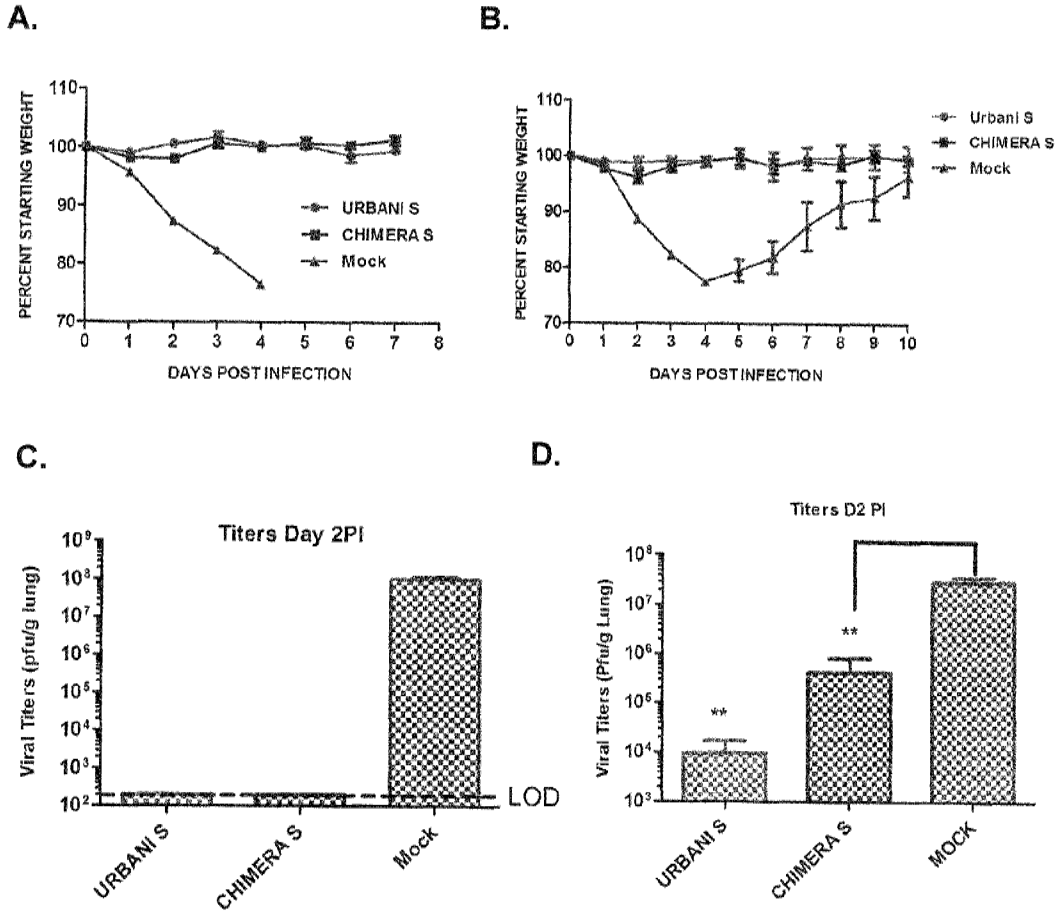 A.
PERCENT STARTING WEIGHT
110
100
90
80
70
0 1 2 3 4 5 6 7 8
DAYS POST INFECTION
URBANI S
CHIMERA S
Mock
B.
PERCENT STARTING WEIGHT
110
100
90
80
70
0 1 2 3 4 5 6 7 8 9 10
DAYS POST INFECTION
Urbani S
CHIMERA S
Mock
C.
Titers Day 2PI
Viral Titers (pfu/g lung)
10⁹
10⁸
10⁷
10⁶
10⁵
10⁴
10³
10²
LOD
URBANI S
CHIMERA S
Mock
D.
Titers D2 PI
Viral Titers (Pfu/g Lung)
10⁸
10⁷
10⁶
10⁵
10⁴
10³
**
**
URBANI S
CHIMERA S
MOCK